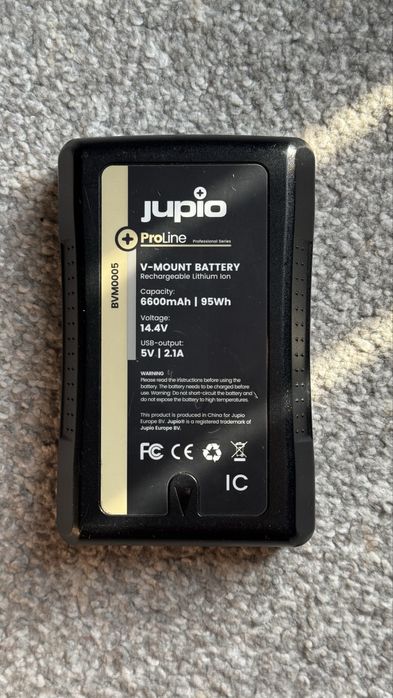 jupio
ProLine Professional Series
BVM0005
V-MOUNT BATTERY
Rechargeable Lithium Ion
Capacity:
6600mAh | 95Wh
Voltage:
14.4V
USB-output:
5V | 2.1A
WARNING
Please read the instructions before using the
battery. The battery needs to be charged before
use. Warning: Do not short-circuit the battery and
do not expose the battery to high temperatures.
This product is produced in China for Jupio
Europe BV. Jupio® is a registered trademark of
Jupio Europe BV.
FC CE
IC